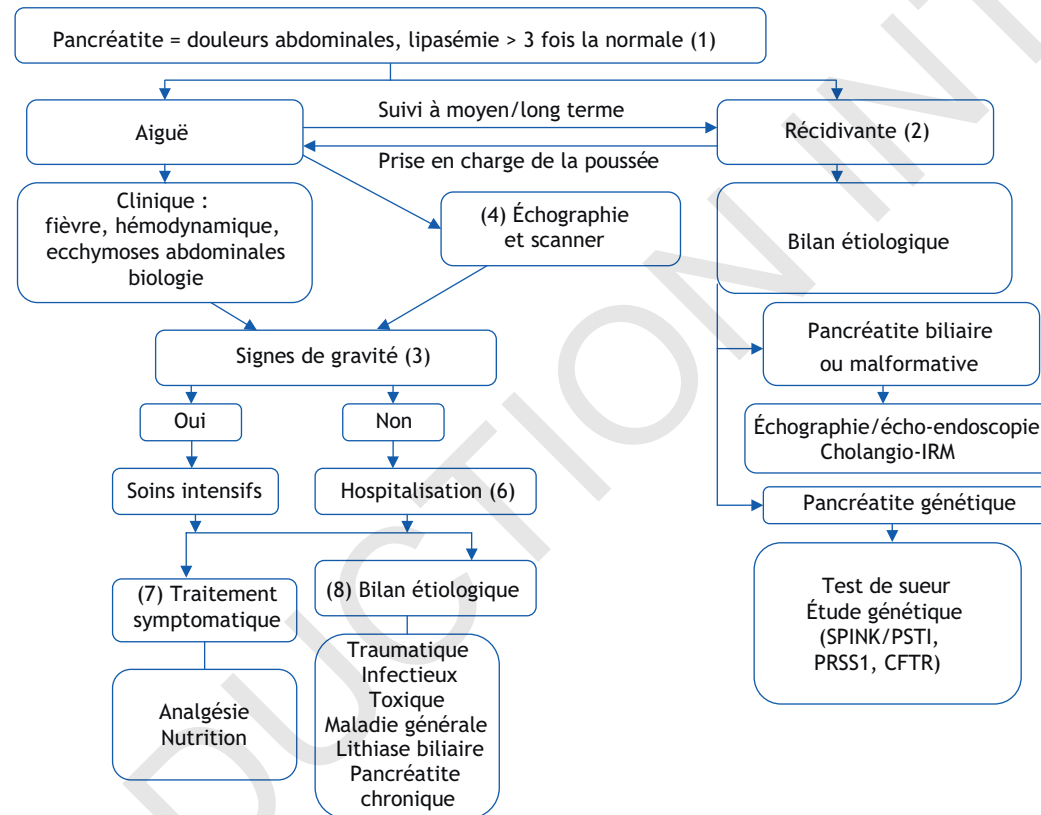 Pancréatite = douleurs abdominales, lipasémie > 3 fois la normale (1)
Aiguë
Suivi à moyen/long terme
Prise en charge de la poussée
Récidivante (2)
Clinique :
fièvre, hémodynamique,
ecchymoses abdominales
biologie
(4) Échographie
et scanner
Bilan étiologique
Signes de gravité (3)
Pancréatite biliaire
ou malformative
Oui
Non
Échographie/écho-endoscopie
Cholangio-IRM
Soins intensifs
Hospitalisation (6)
Pancréatite génétique
(7) Traitement
symptomatique
(8) Bilan étiologique
Test de sueur
Étude génétique
(SPINK/PSTI,
PRSS1, CFTR)
Analgésie
Nutrition
Traumatique
Infectieux
Toxique
Maladie générale
Lithiase biliaire
Pancréatite
chronique
DUCTION INT